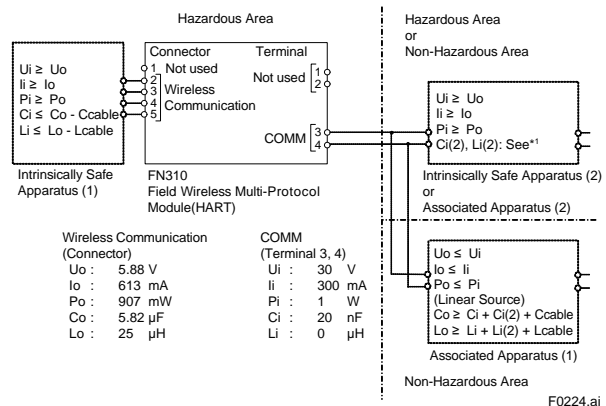 Hazardous Area
Hazardous Area
or
Non-Hazardous Area
Connector
Terminal
1 Not used
2
3 Wireless
4 Communication
5
Not used
1
2
COMM
3
4
Ui ≥ Uo
Ii ≥ Io
Pi ≥ Po
Ci ≤ Co - Ccable
Li ≤ Lo - Lcable
Intrinsically Safe
Apparatus (1)
FN310
Field Wireless Multi-Protocol
Module(HART)
Ui ≥ Uo
Ii ≥ Io
Pi ≥ Po
Ci(2), Li(2): See*1
Intrinsically Safe Apparatus (2)
or
Associated Apparatus (2)
Wireless Communication
(Connector)
Uo : 5.88 V
Io : 613 mA
Po : 907 mW
Co : 5.82 µF
Lo : 25 µH
COMM
(Terminal 3, 4)
Ui : 30 V
Ii : 300 mA
Pi : 1 W
Ci : 20 nF
Li : 0 µH
Uo ≤ Ui
Io ≤ Ii
Po ≤ Pi
(Linear Source)
Co ≥ Ci + Ci(2) + Ccable
Lo ≥ Li + Li(2) + Lcable
Associated Apparatus (1)
Non-Hazardous Area
F0224.ai